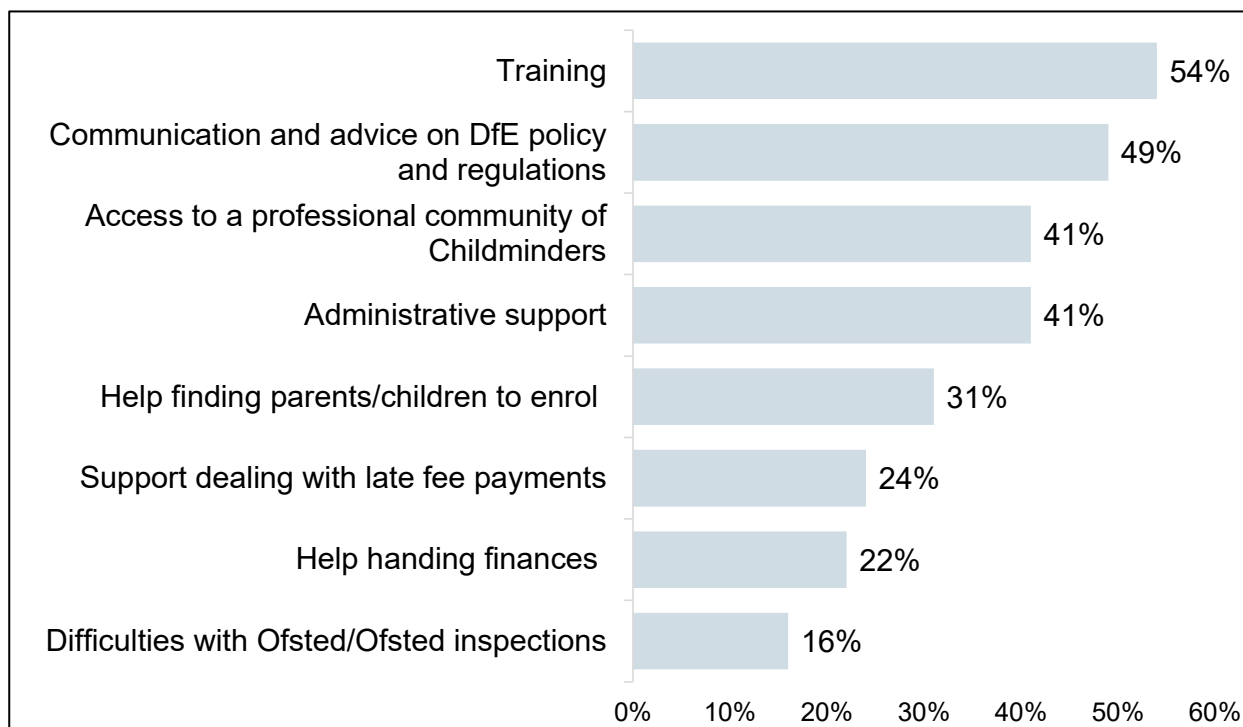 Training
54%
Communication and advice on DfE policy
and regulations
49%
Access to a professional community of
Childminders
41%
Administrative support
41%
Help finding parents/children to enrol
31%
Support dealing with late fee payments
24%
Help handing finances
22%
Difficulties with Ofsted/Ofsted inspections
16%
0% 10% 20% 30% 40% 50% 60%